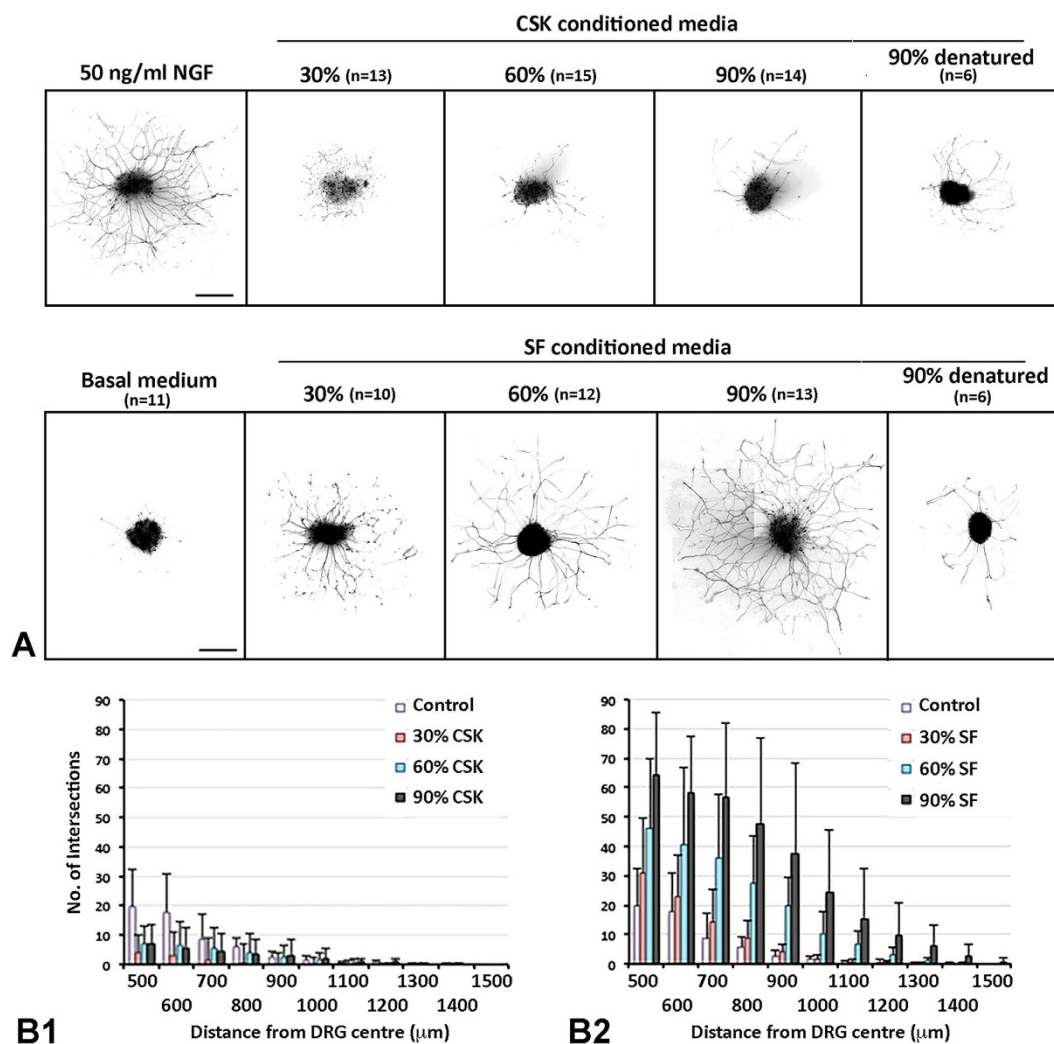 CSK conditioned media
50 ng/ml NGF
30% (n=13)
60% (n=15)
90% (n=14)
90% denatured
(n=6)
SF conditioned media
Basal medium
(n=11)
30% (n=10)
60% (n=12)
90% (n=13)
90% denatured
(n=6)
A
No. of Intersections
90
80
70
60
50
40
30
20
10
0
Control
30% CSK
60% CSK
90% CSK
500 700 900 1100 1300 1500
600 800 1000 1200 1400
Distance from DRG centre (μm)
B1
90
80
70
60
50
40
30
20
10
0
Control
30% SF
60% SF
90% SF
500 700 900 1100 1300 1500
600 800 1000 1200 1400
Distance from DRG centre (μm)
B2